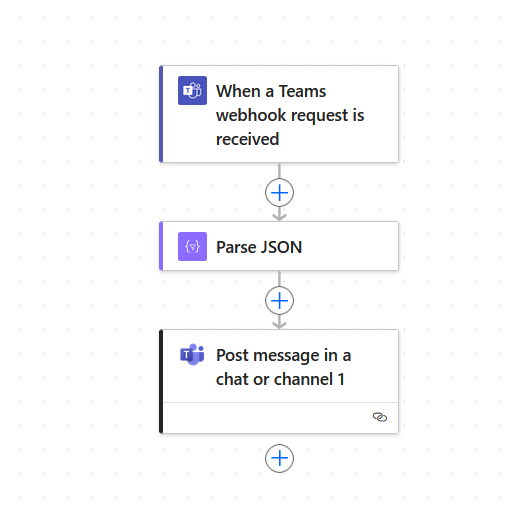 When a Teams
webhook request is
received
Parse JSON
Post message in a
chat or channel 1